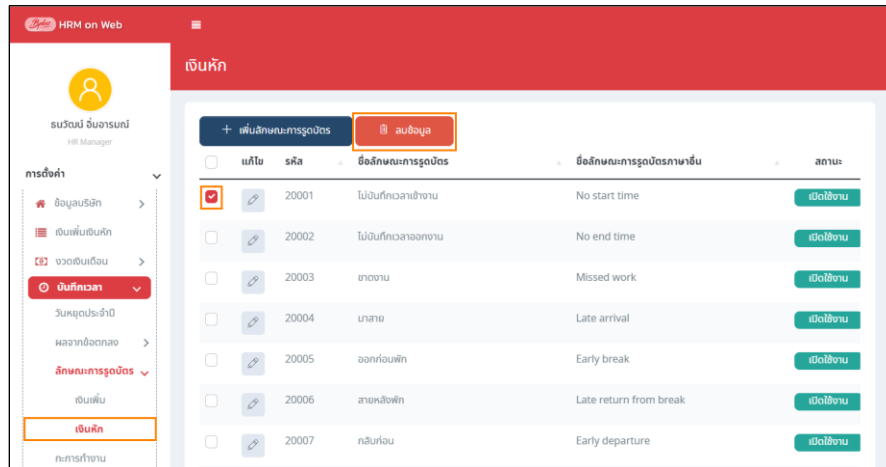 HRM on Web
เงินหัก
ธนวัฒน์ อิ่มอารมณ์
HR Manager
การตั้งค่า
ข้อมูลบริษัท
เงินเพิ่มเงินหัก
งวดเงินเดือน
บันทึกเวลา
วันหยุดประจำปี
ผลจากข้อตกลง
ลักษณะการรูดบัตร
เงินเพิ่ม
เงินหัก
กะการทำงาน
+ เพิ่มลักษณะการรูดบัตร ลบข้อมูล
แก้ไข รหัส ชื่อลักษณะการรูดบัตร ชื่อลักษณะการรูดบัตรภาษาอื่น สถานะ
20001 ไม่บันทึกเวลาเข้างาน No start time เปิดใช้งาน
20002 ไม่บันทึกเวลาออกงาน No end time เปิดใช้งาน
20003 ขาดงาน Missed work เปิดใช้งาน
20004 มาสาย Late arrival เปิดใช้งาน
20005 ออกก่อนพัก Early break เปิดใช้งาน
20006 สายหลังพัก Late return from break เปิดใช้งาน
20007 กลับก่อน Early departure เปิดใช้งาน